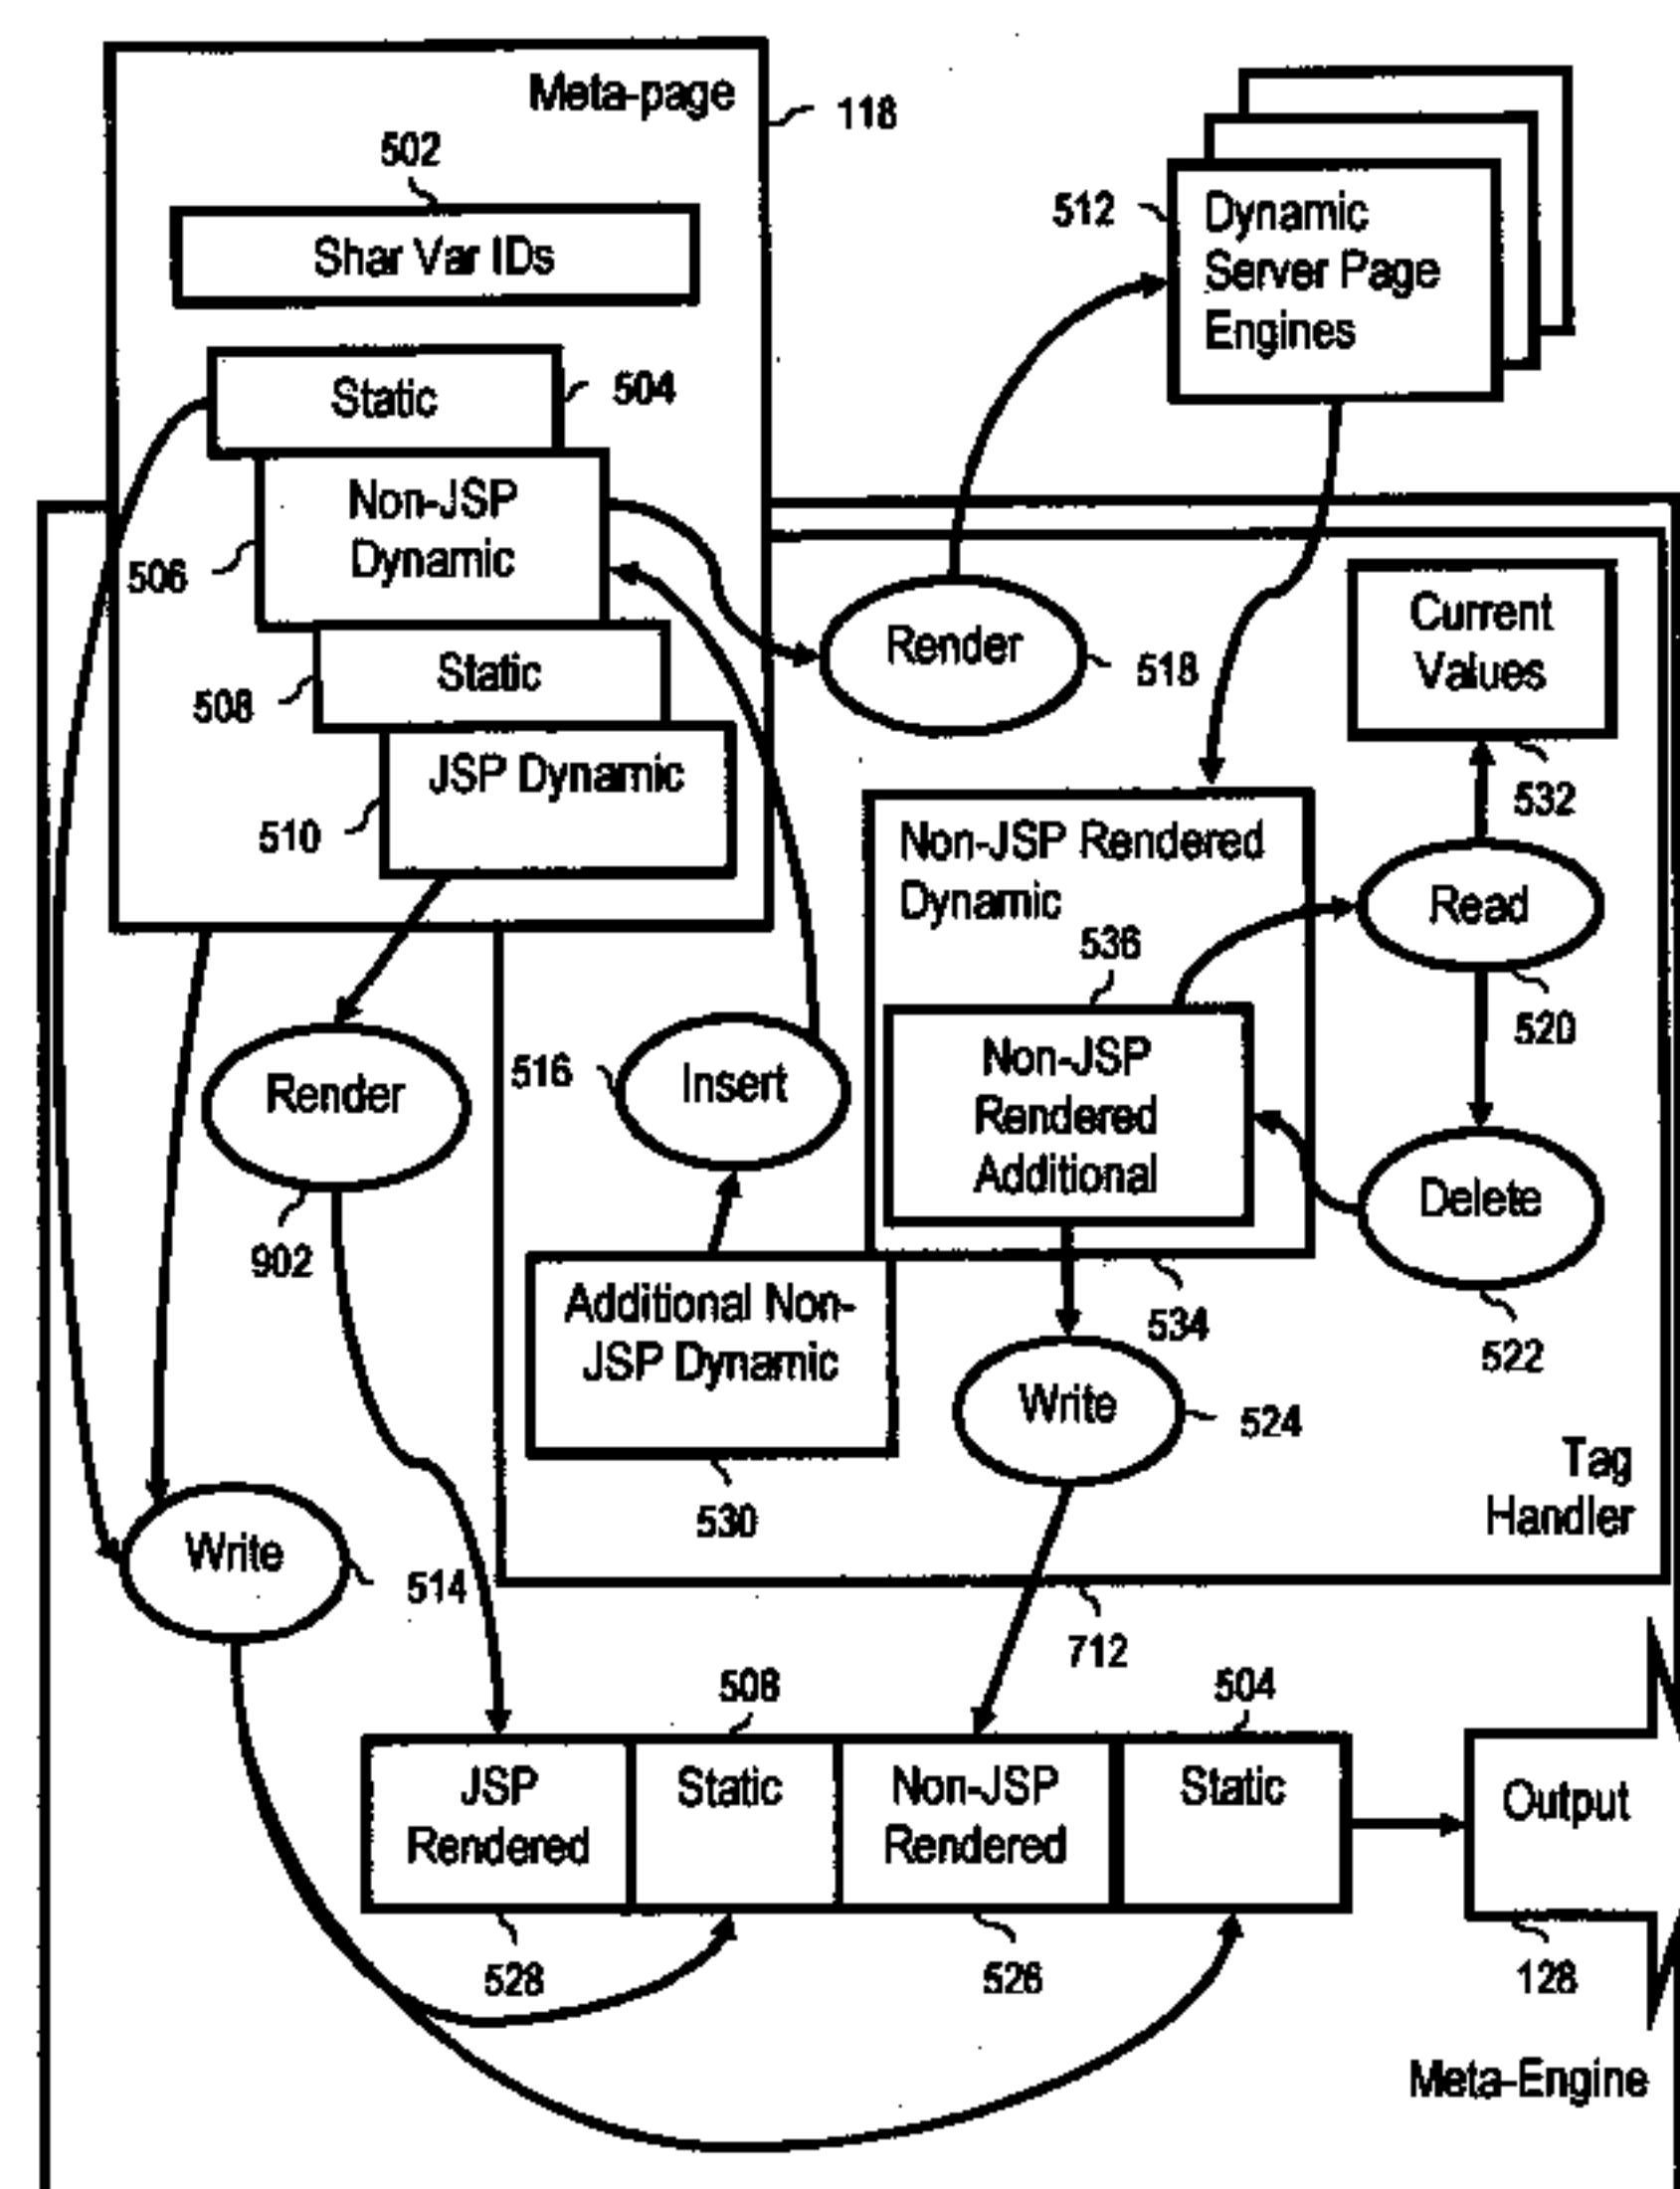 Meta-page
118
502
Shar Var IDs
512
Dynamic
Server Page
Engines
Static
504
Non-JSP
Dynamic
506
Static
508
JSP Dynamic
510
Render
518
Current
Values
532
Non-JSP Rendered
Dynamic
536
Read
520
Non-JSP
Rendered
Additional
Render
902
516
Insert
Delete
522
534
Additional Non-
JSP Dynamic
530
Write
524
Tag
Handler
Write
514
712
508
504
JSP
Rendered
Static
Non-JSP
Rendered
Static
Output
528
526
128
Meta-Engine